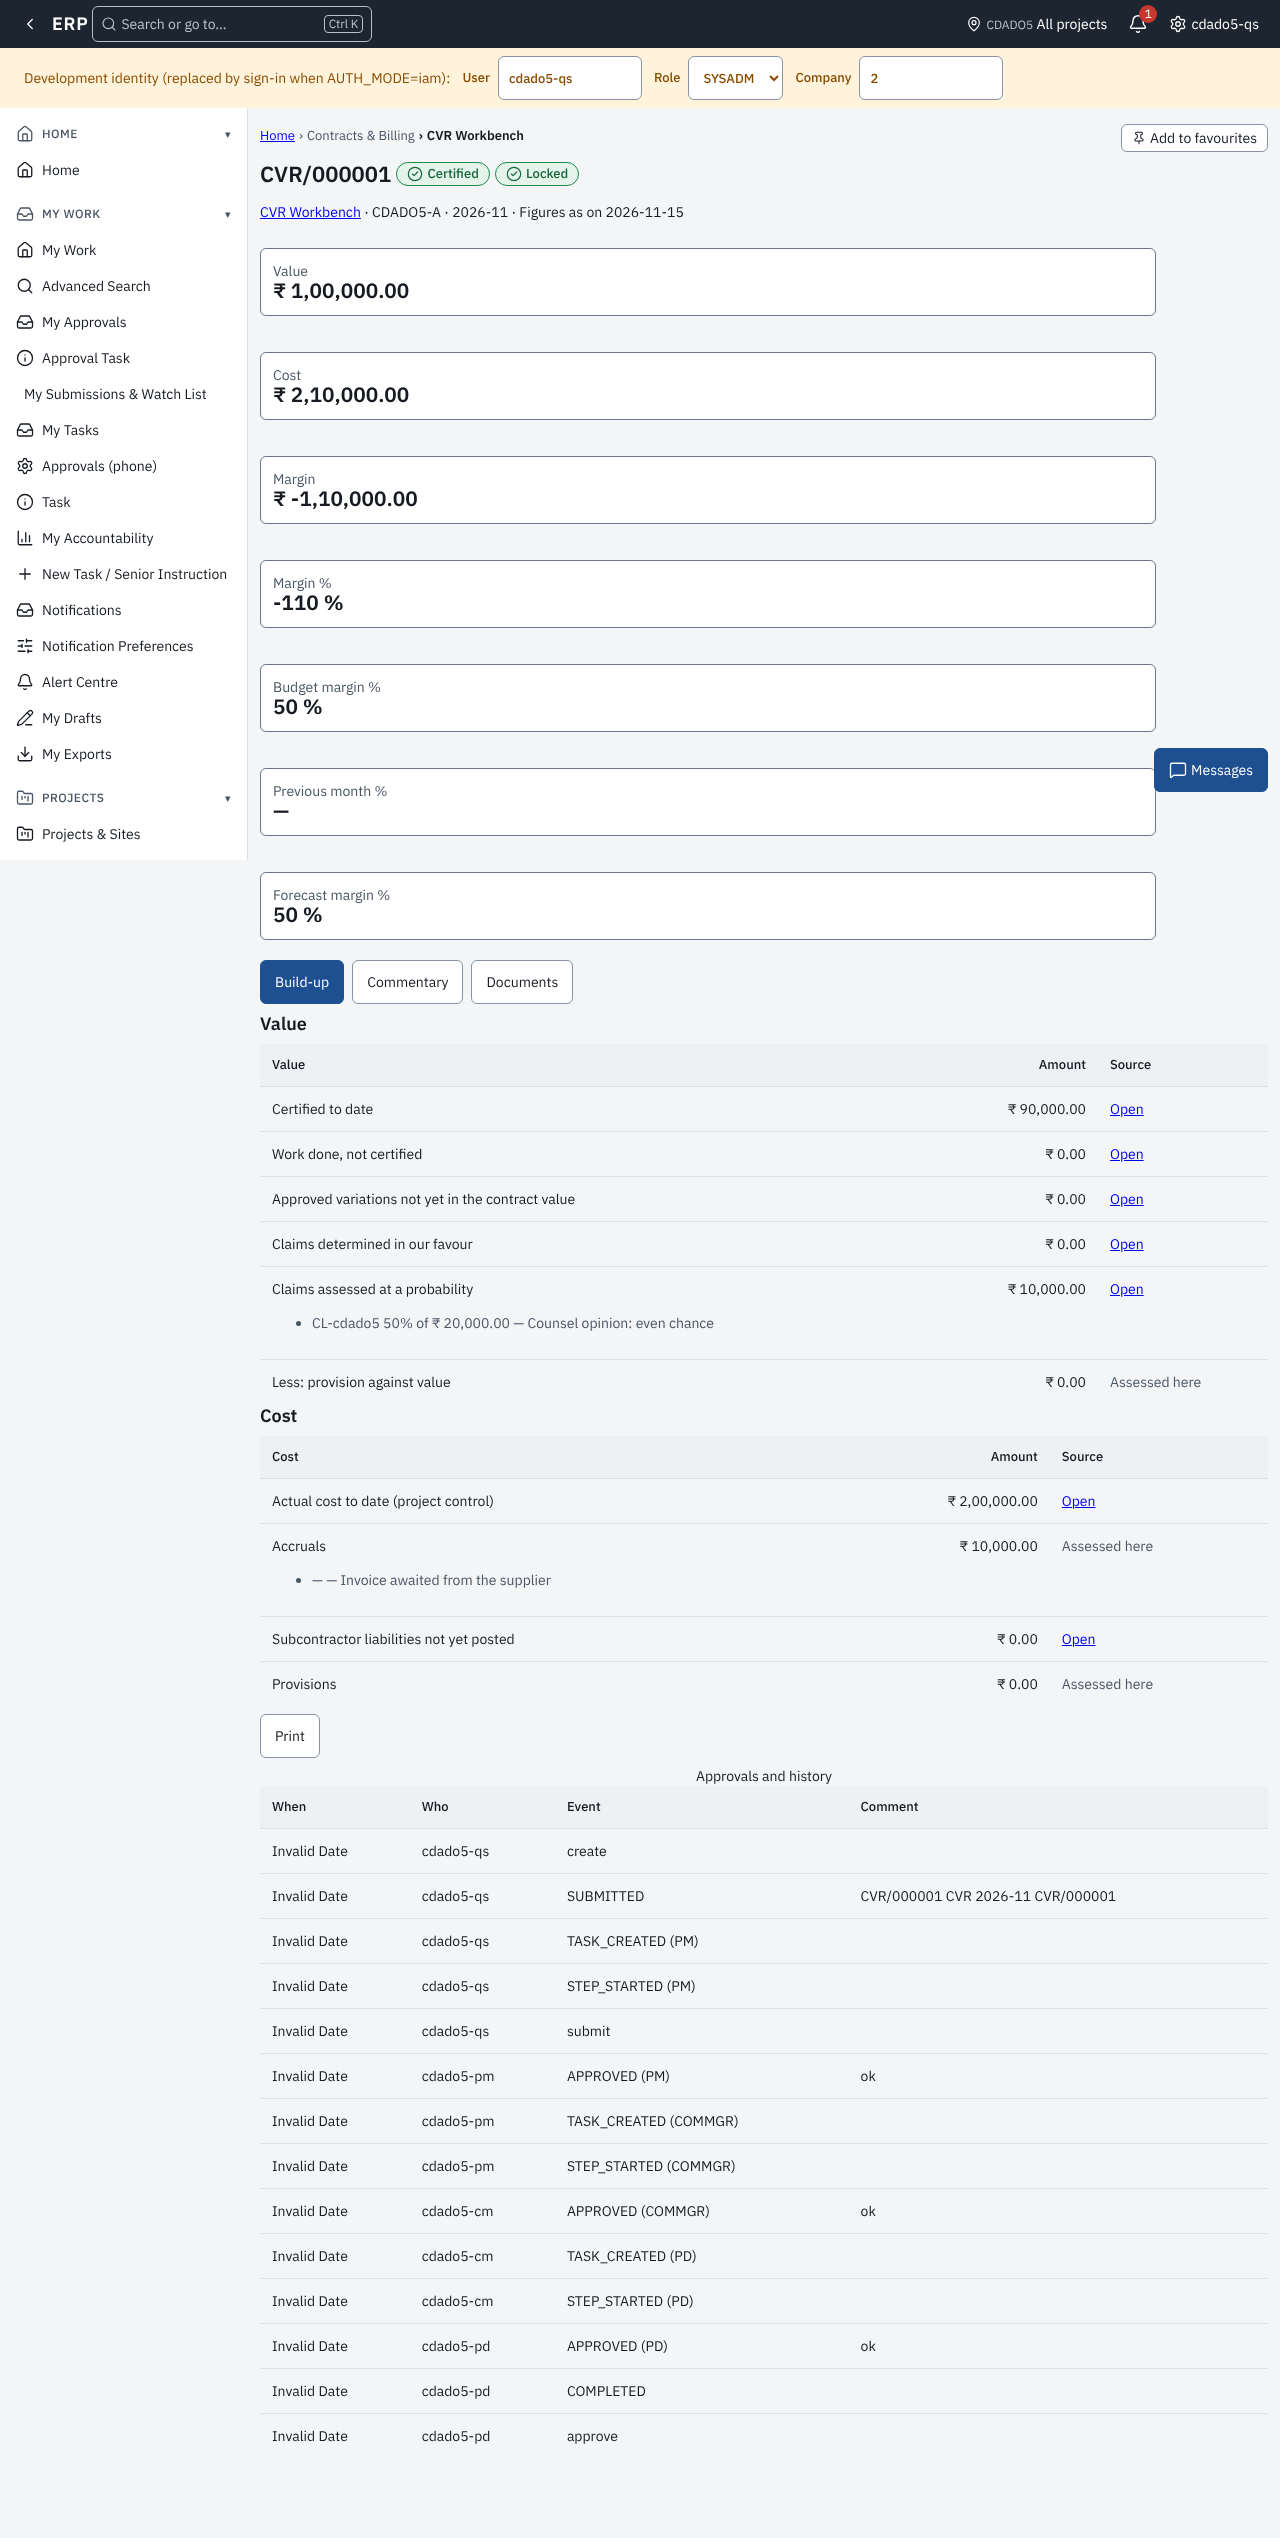 ERP Search or go to... Ctrl K CDADO5 All projects 1 cdado5-qs
Development identity (replaced by sign-in when AUTH_MODE=iam): User cdado5-qs Role SYSADM Company 2
HOME
Home
MY WORK
My Work
Advanced Search
My Approvals
Approval Task
My Submissions & Watch List
My Tasks
Approvals (phone)
Task
My Accountability
New Task / Senior Instruction
Notifications
Notification Preferences
Alert Centre
My Drafts
My Exports
PROJECTS
Projects & Sites
Home › Contracts & Billing › CVR Workbench
Add to favourites
CVR/000001 Certified Locked
CVR Workbench · CDADO5-A · 2026-11 · Figures as on 2026-11-15
Value
₹ 1,00,000.00
Cost
₹ 2,10,000.00
Margin
₹ -1,10,000.00
Margin %
-110 %
Budget margin %
50 %
Messages
Previous month %
—
Forecast margin %
50 %
Build-up Commentary Documents
Value
Value Amount Source
Certified to date ₹ 90,000.00 Open
Work done, not certified ₹ 0.00 Open
Approved variations not yet in the contract value ₹ 0.00 Open
Claims determined in our favour ₹ 0.00 Open
Claims assessed at a probability ₹ 10,000.00 Open
• CL-cdado5 50% of ₹ 20,000.00 — Counsel opinion: even chance
Less: provision against value ₹ 0.00 Assessed here
Cost
Cost Amount Source
Actual cost to date (project control) ₹ 2,00,000.00 Open
Accruals ₹ 10,000.00 Assessed here
• — — Invoice awaited from the supplier
Subcontractor liabilities not yet posted ₹ 0.00 Open
Provisions ₹ 0.00 Assessed here
Print
Approvals and history
When Who Event Comment
Invalid Date cdado5-qs create
Invalid Date cdado5-qs SUBMITTED CVR/000001 CVR 2026-11 CVR/000001
Invalid Date cdado5-qs TASK_CREATED (PM)
Invalid Date cdado5-qs STEP_STARTED (PM)
Invalid Date cdado5-qs submit
Invalid Date cdado5-pm APPROVED (PM) ok
Invalid Date cdado5-pm TASK_CREATED (COMMGR)
Invalid Date cdado5-pm STEP_STARTED (COMMGR)
Invalid Date cdado5-cm APPROVED (COMMGR) ok
Invalid Date cdado5-cm TASK_CREATED (PD)
Invalid Date cdado5-cm STEP_STARTED (PD)
Invalid Date cdado5-pd APPROVED (PD) ok
Invalid Date cdado5-pd COMPLETED
Invalid Date cdado5-pd approve